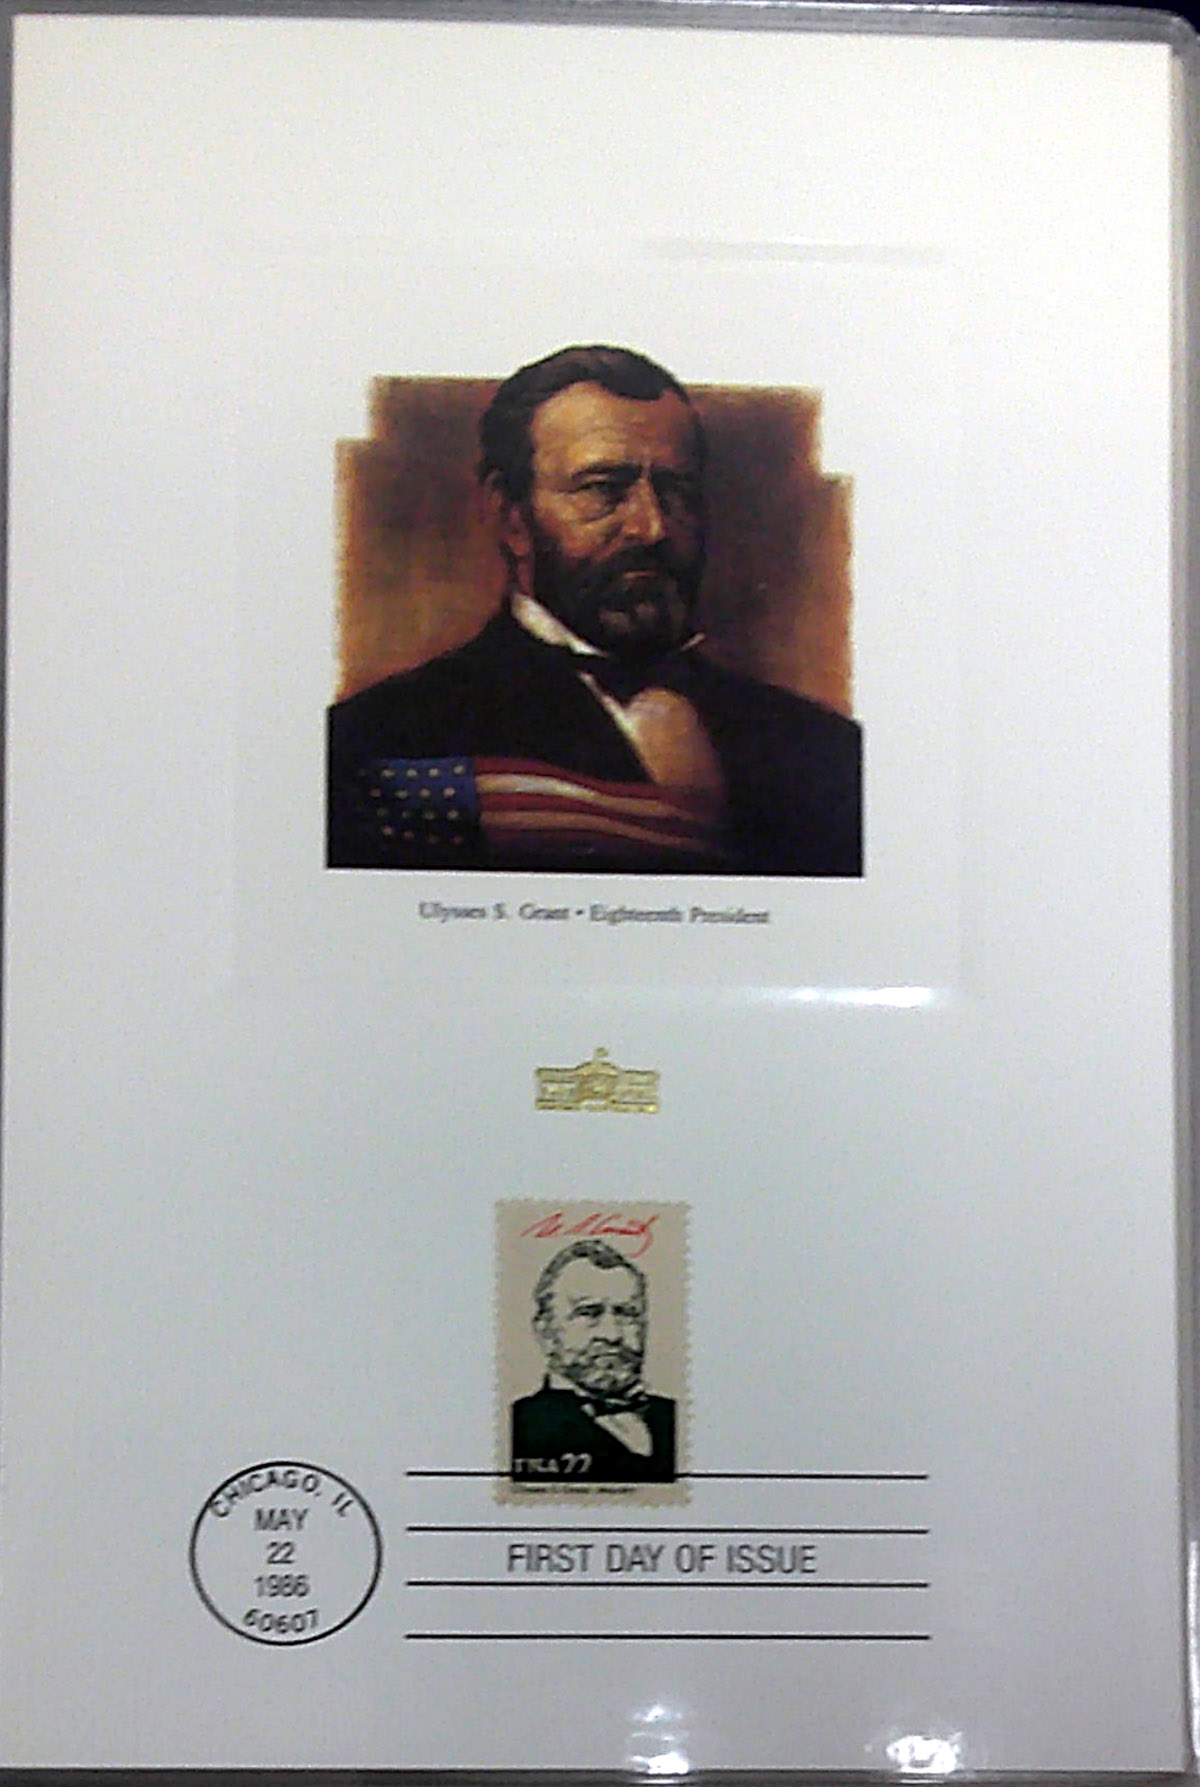 Ulysses S. Grant • Eighteenth President
USA 22
CHICAGO, IL
MAY
22
1986
60607
FIRST DAY OF ISSUE